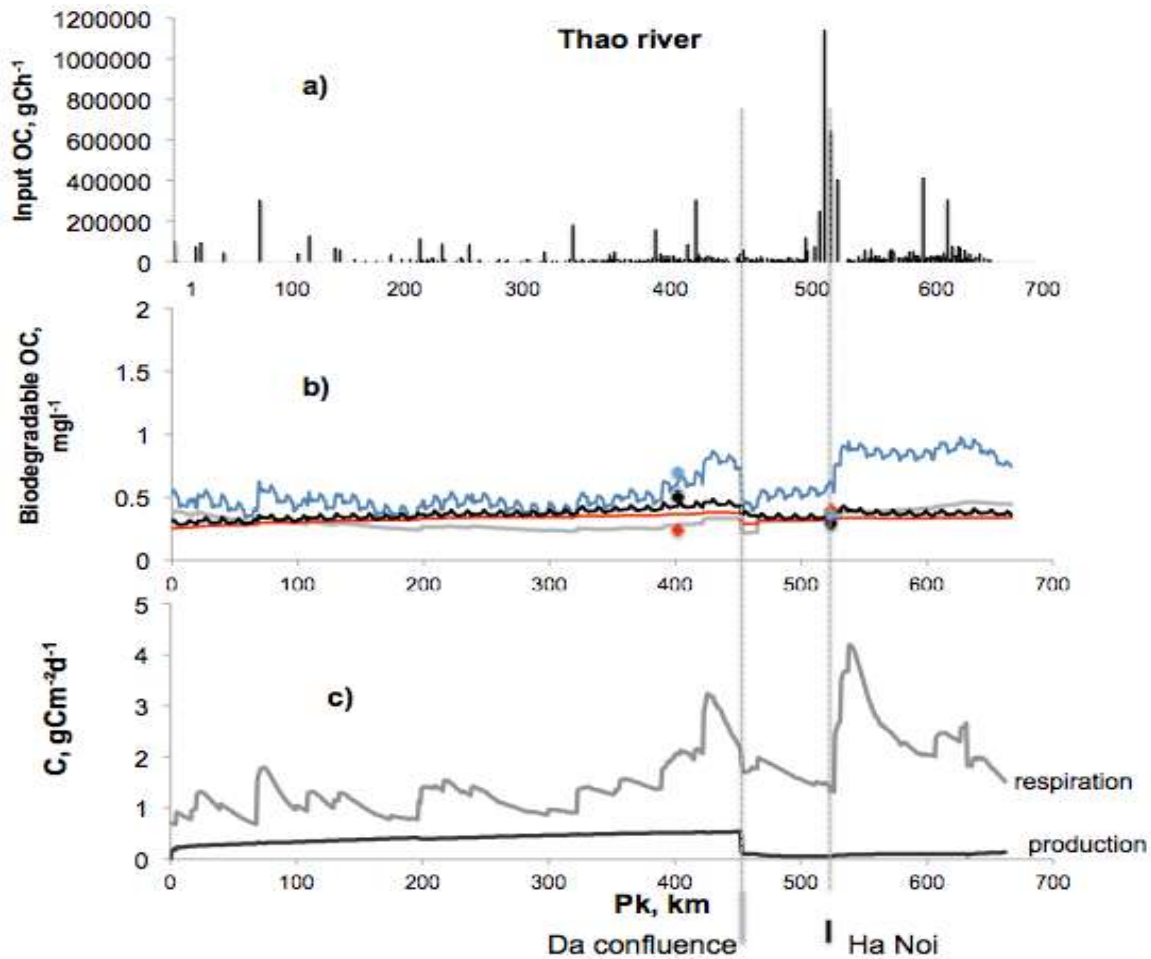 Thao river
a)
Input OC, gCh⁻¹
1200000
1000000
800000
600000
400000
200000
0
1 100 200 300 400 500 600 700
b)
Biodegradable OC,
mgl⁻¹
2
1.5
1
0.5
0
0 100 200 300 400 500 600 700
c)
C, gCm⁻²d⁻¹
5
4
3
2
1
0
respiration
production
0 100 200 300 400 500 600 700
Pk, km
Da confluence
Ha Noi